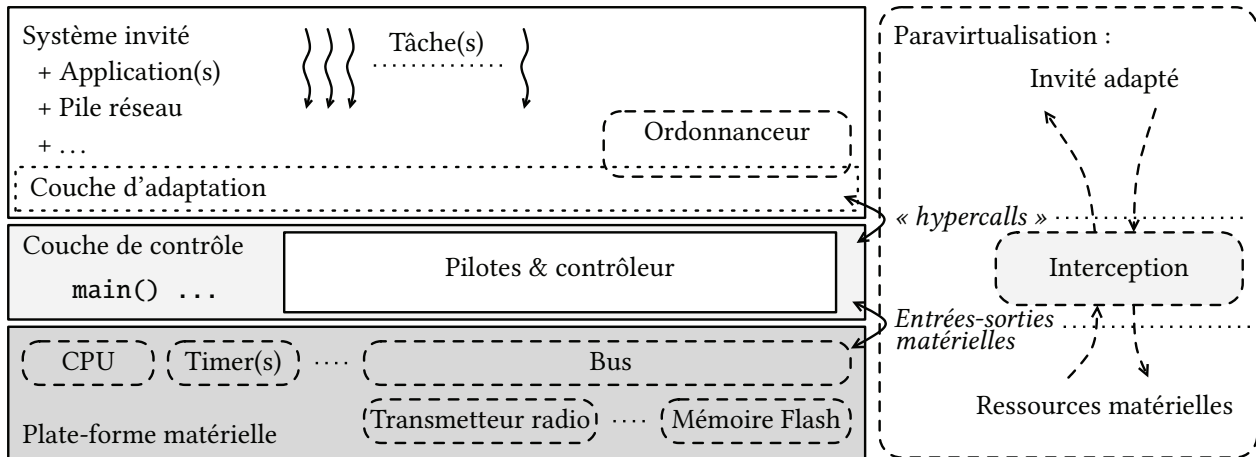 Système invité
+ Application(s)
+ Pile réseau
+ …
Tâche(s)
Ordonnanceur
Couche d'adaptation
Couche de contrôle
main() ...
Pilotes & contrôleur
CPU
Timer(s)
Bus
Transmetteur radio
Mémoire Flash
Plate-forme matérielle
« hypercalls »
Entrées-sorties
matérielles
Paravirtualisation :
Invité adapté
Interception
Ressources matérielles